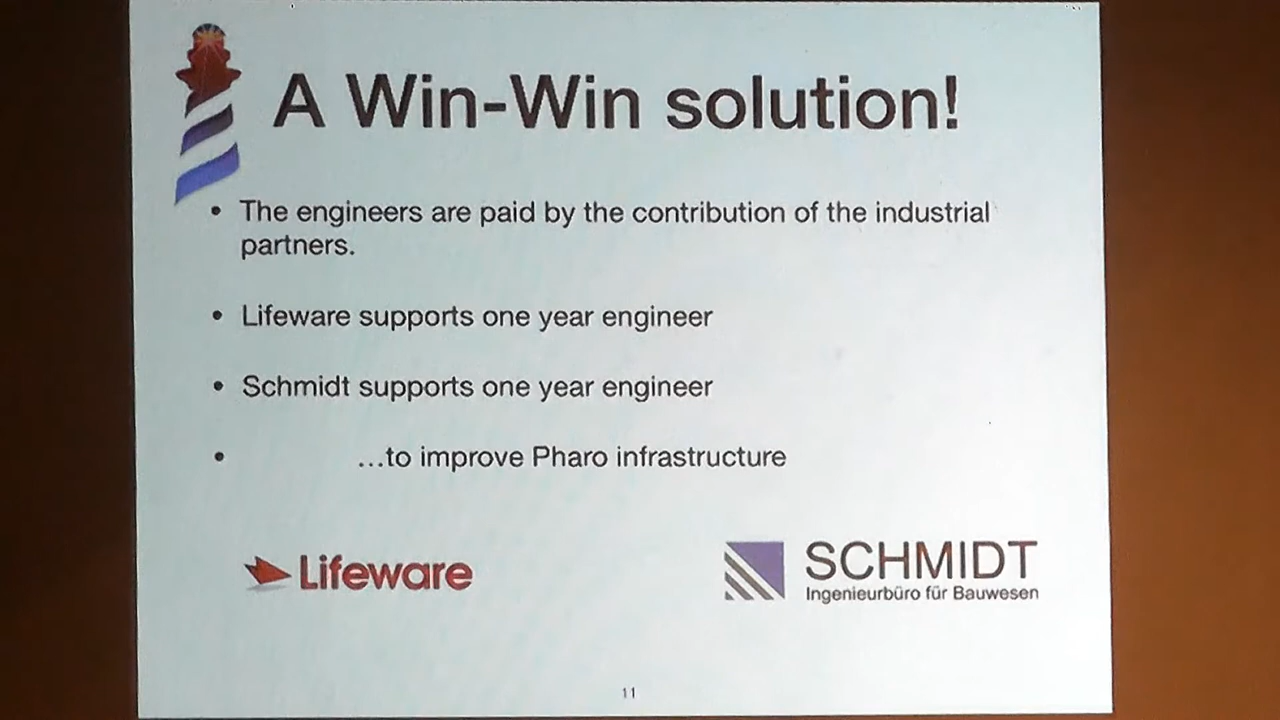 A Win-Win solution!
• The engineers are paid by the contribution of the industrial
partners.
• Lifeware supports one year engineer
• Schmidt supports one year engineer
• …to improve Pharo infrastructure
Lifeware
SCHMIDT
Ingenieurbüro für Bauwesen
11